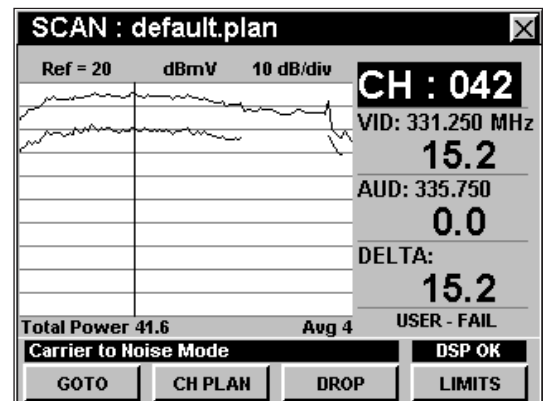 SCAN : default.plan
Ref = 20 dBmV 10 dB/div
CH : 042
VID: 331.250 MHz
15.2
AUD: 335.750
0.0
DELTA:
15.2
USER - FAIL
Total Power 41.6 Avg 4
Carrier to Noise Mode DSP OK
GOTO CH PLAN DROP LIMITS